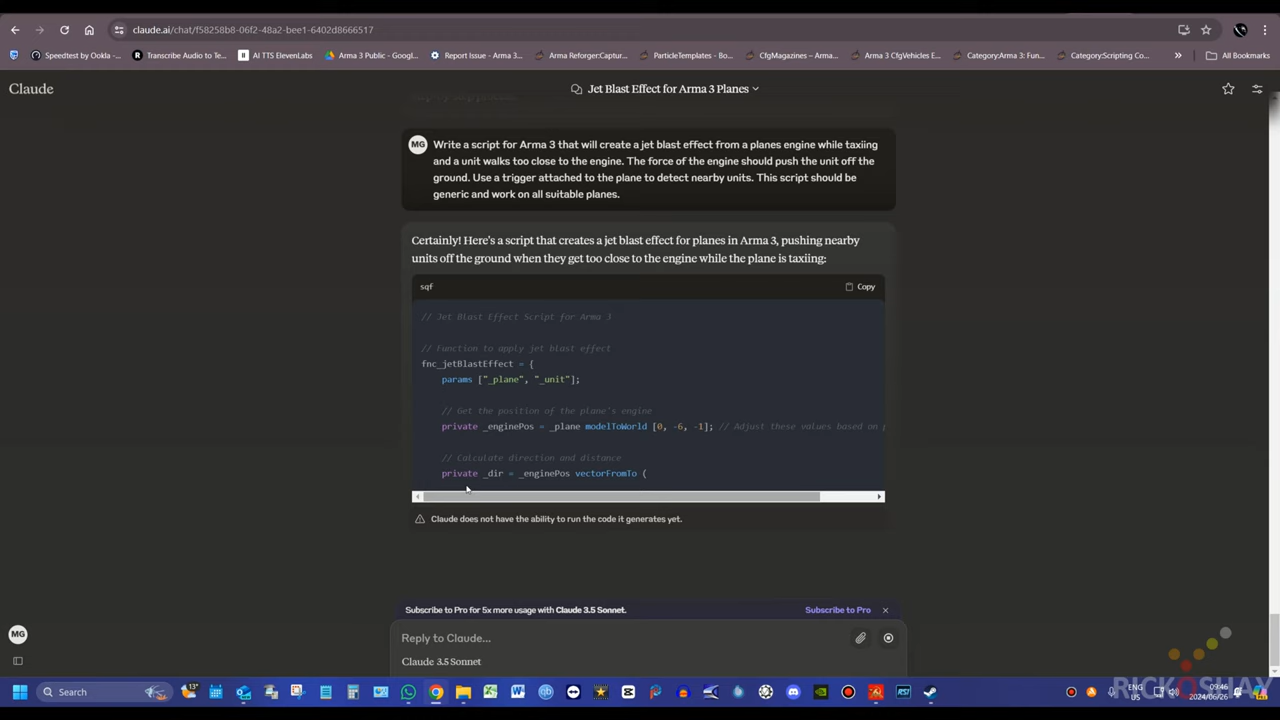 claude.ai/chat/f58258b8-06f2-48a2-bee1-6402d8666517
Speedtest by Ookla -...
Transcribe Audio to Te...
AI TTS ElevenLabs
Arma 3 Public - Googl...
Report Issue - Arma 3...
Arma Reforger:Captur...
ParticleTemplates - Bo...
CfgMagazines – Arma...
Arma 3 CfgVehicles E...
Category:Arma 3: Fun...
Category:Scripting Co...
All Bookmarks
Claude
Jet Blast Effect for Arma 3 Planes
MG
Write a script for Arma 3 that will create a jet blast effect from a planes engine while taxiing
and a unit walks too close to the engine. The force of the engine should push the unit off the
ground. Use a trigger attached to the plane to detect nearby units. This script should be
generic and work on all suitable planes.
Certainly! Here's a script that creates a jet blast effect for planes in Arma 3, pushing nearby
units off the ground when they get too close to the engine while the plane is taxiing:
sqf
Copy
// Jet Blast Effect Script for Arma 3
// Function to apply jet blast effect
fnc_jetBlastEffect = {
params ["_plane", "_unit"];
// Get the position of the plane's engine
private _enginePos = _plane modelToWorld [0, -6, -1]; // Adjust these values based on
// Calculate direction and distance
private _dir = _enginePos vectorFromTo (
Claude does not have the ability to run the code it generates yet.
Subscribe to Pro for 5x more usage with Claude 3.5 Sonnet.
Subscribe to Pro
Reply to Claude...
Claude 3.5 Sonnet
MG
Search
13°
RSI
ENG
US
09:46
2024/06/26
RICKOSHAY